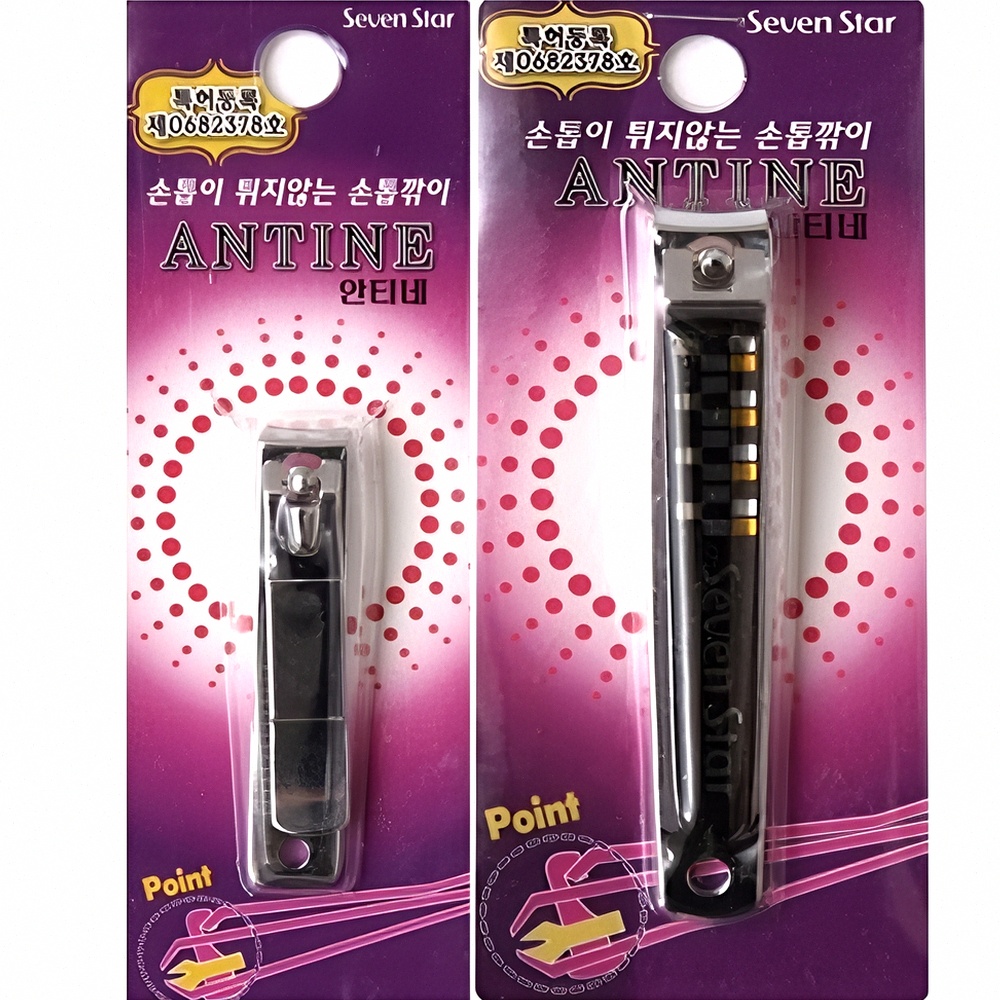 Seven Star
특허등록
제0682378호
손톱이 튀지않는 손톱깎이
ANTINE
안티네
Point
Seven Star
특허등록
제0682378호
손톱이 튀지않는 손톱깎이
ANTINE
안티네
Seven Star
Point